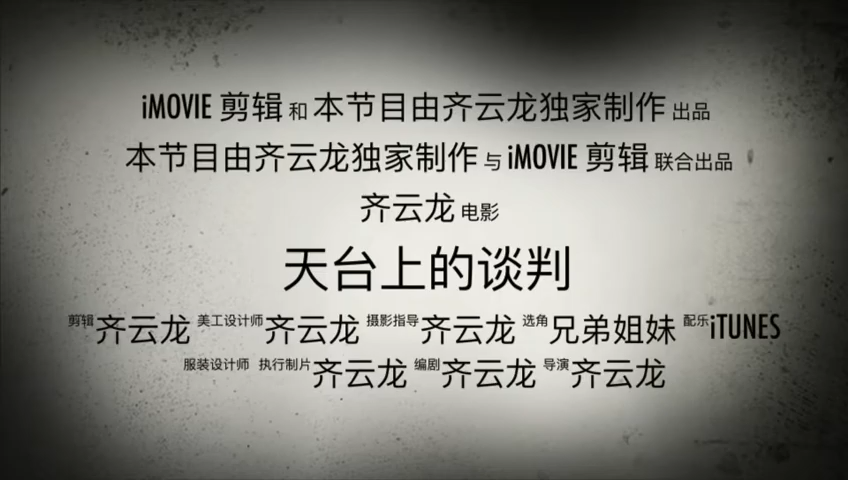 iMOVIE 剪辑 和 本节目由齐云龙独家制作 出品
本节目由齐云龙独家制作 与 iMOVIE 剪辑 联合出品
齐云龙 电影
天台上的谈判
剪辑 齐云龙 美工设计师 齐云龙 摄影指导 齐云龙 选角 兄弟姐妹 配乐 iTUNES
服装设计师 执行制片 齐云龙 编剧 齐云龙 导演 齐云龙